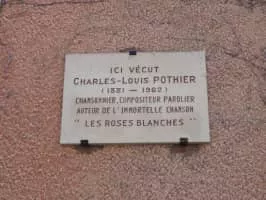 ICI VÉCUT
CHARLES-LOUIS POTHIER
(1881 — 1962)
CHANSONNIER, COMPOSITEUR PAROLIER
AUTEUR DE L'IMMORTELLE CHANSON
" LES ROSES BLANCHES "